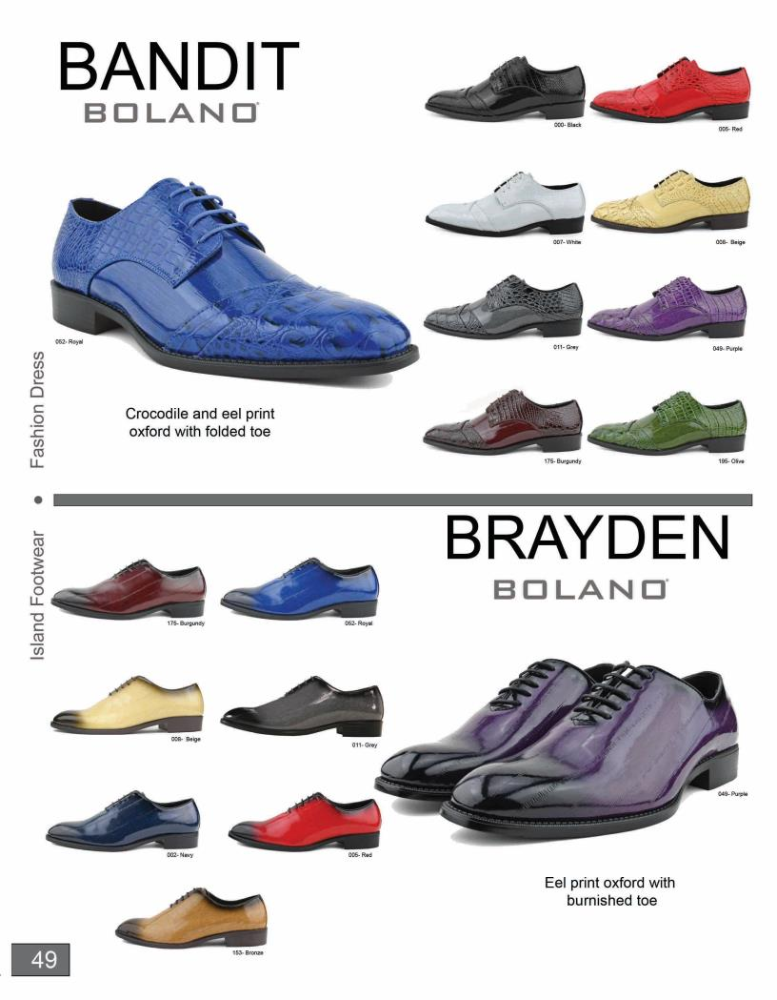 BANDIT
BOLANO®
000- Black
005- Red
007- White
008- Beige
052- Royal
011- Grey
049- Purple
Crocodile and eel print
oxford with folded toe
175- Burgundy
195- Olive
Fashion Dress
•
Island Footwear
BRAYDEN
BOLANO®
175- Burgundy
052- Royal
008- Beige
011- Grey
049- Purple
002- Navy
005- Red
Eel print oxford with
burnished toe
153- Bronze
49